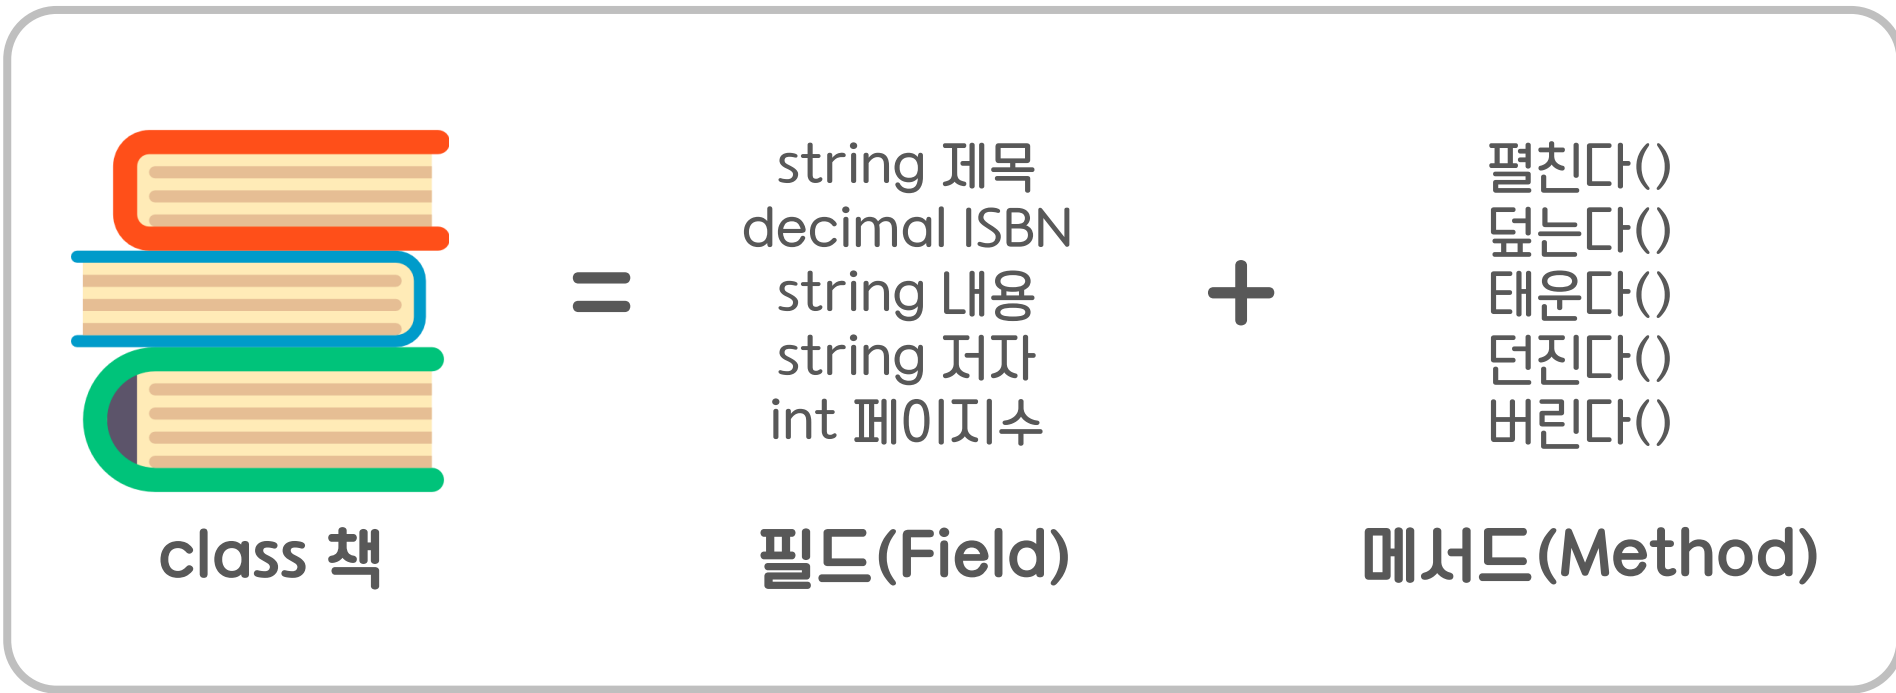 string 제목
decimal ISBN
string 내용
string 저자
int 페이지수
펼친다()
덮는다()
태운다()
던진다()
버린다()
=
+
class 책
필드(Field)
메서드(Method)